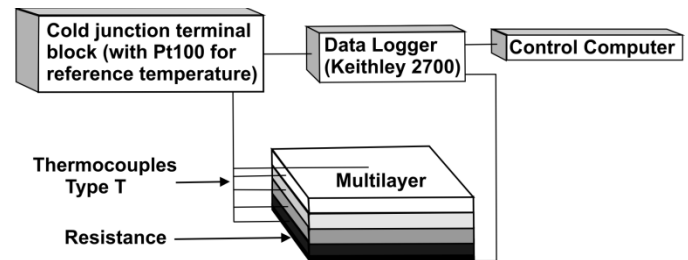 Cold junction terminal
block (with Pt100 for
reference temperature)
Data Logger
(Keithley 2700)
Control Computer
Thermocouples
Type T
Multilayer
Resistance